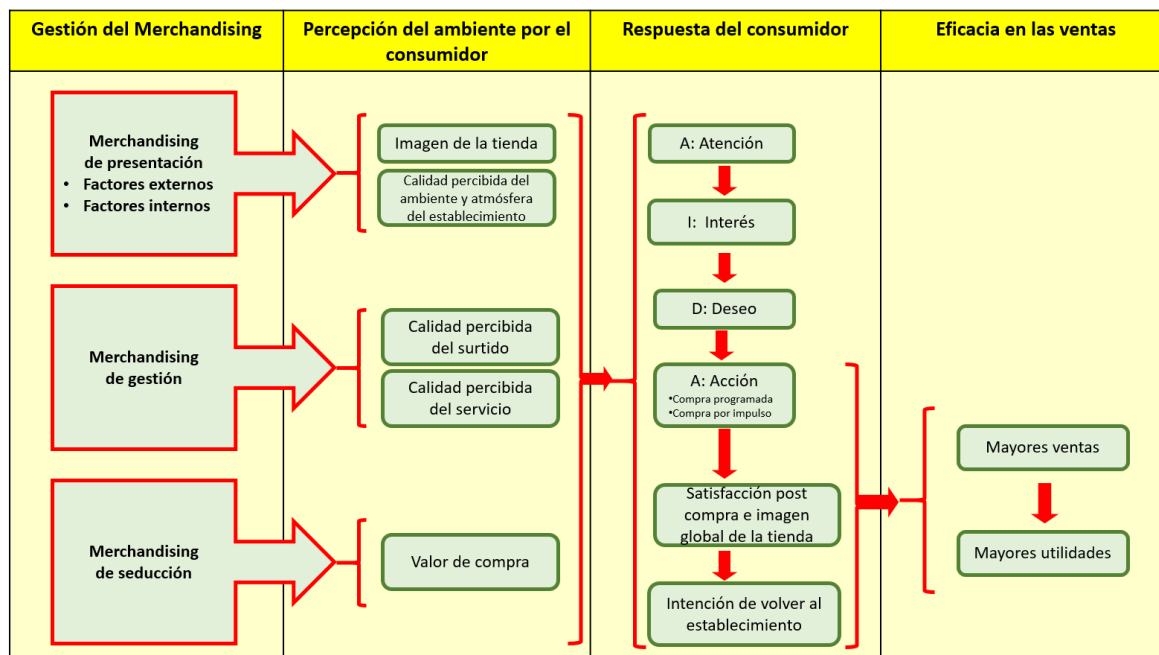 Gestión del Merchandising
Percepción del ambiente por el
consumidor
Respuesta del consumidor
Eficacia en las ventas
Merchandising
de presentación
• Factores externos
• Factores internos
Merchandising
de gestión
Merchandising
de seducción
Imagen de la tienda
Calidad percibida del
ambiente y atmósfera
del establecimiento
Calidad percibida
del surtido
Calidad percibida
del servicio
Valor de compra
A: Atención
I: Interés
D: Deseo
A: Acción
•Compra programada
•Compra por impulso
Satisfacción post
compra e imagen
global de la tienda
Intención de volver al
establecimiento
Mayores ventas
Mayores utilidades